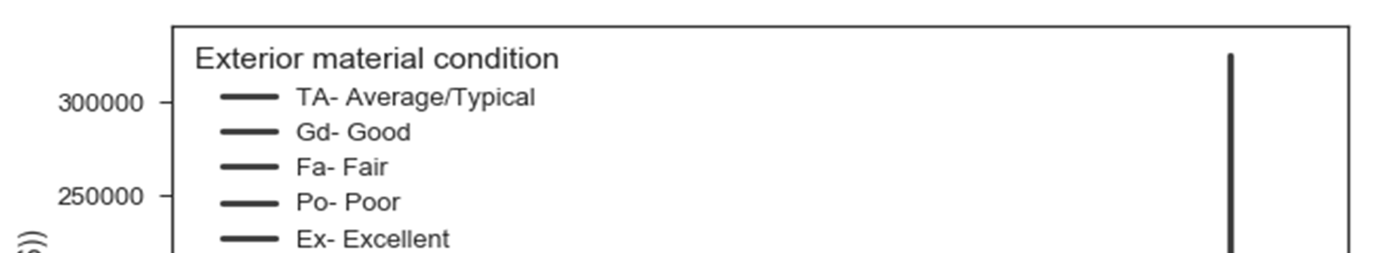 Exterior material condition
300000
TA- Average/Typical
Gd- Good
Fa- Fair
250000
Po- Poor
Ex- Excellent